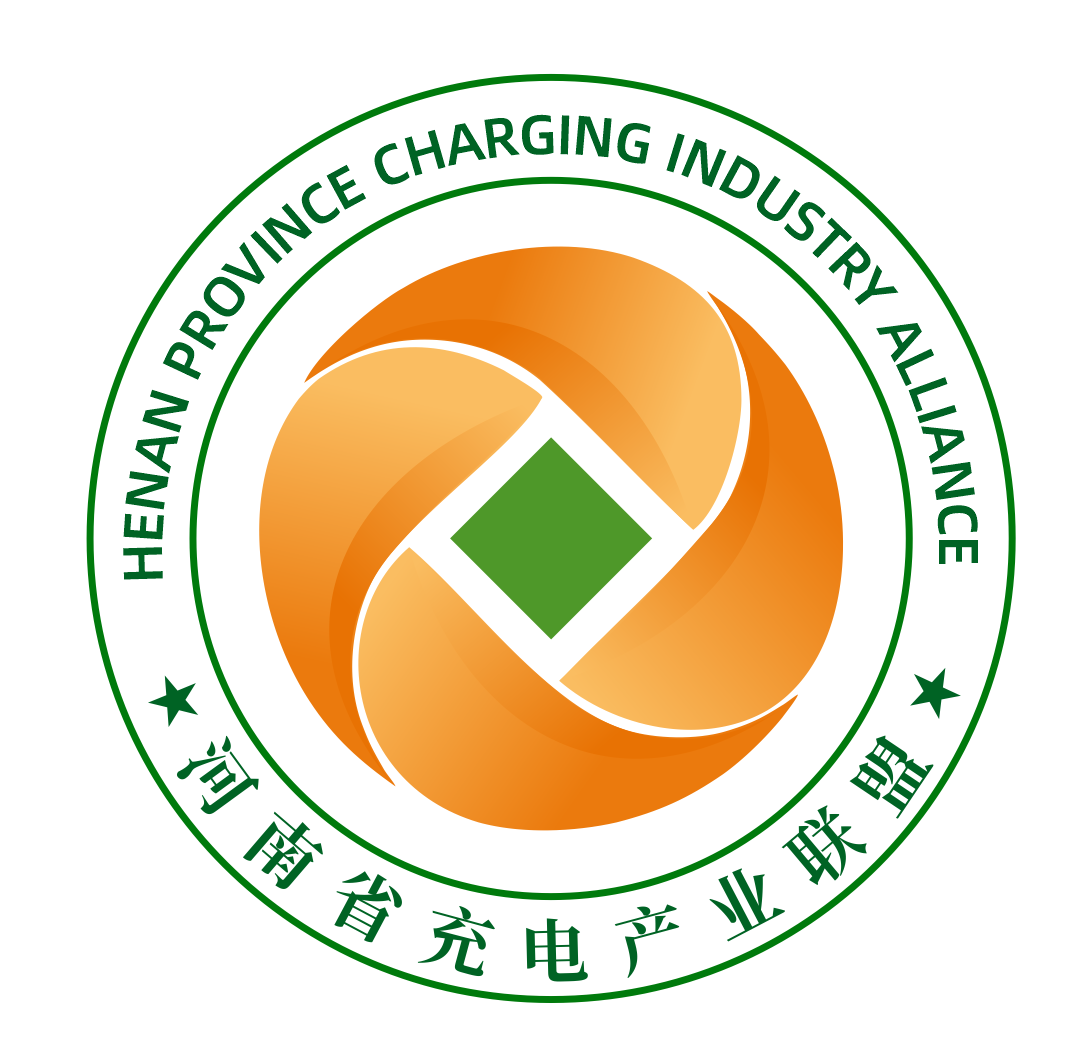 HENAN PROVINCE CHARGING INDUSTRY ALLIANCE
河南省充电产业联盟